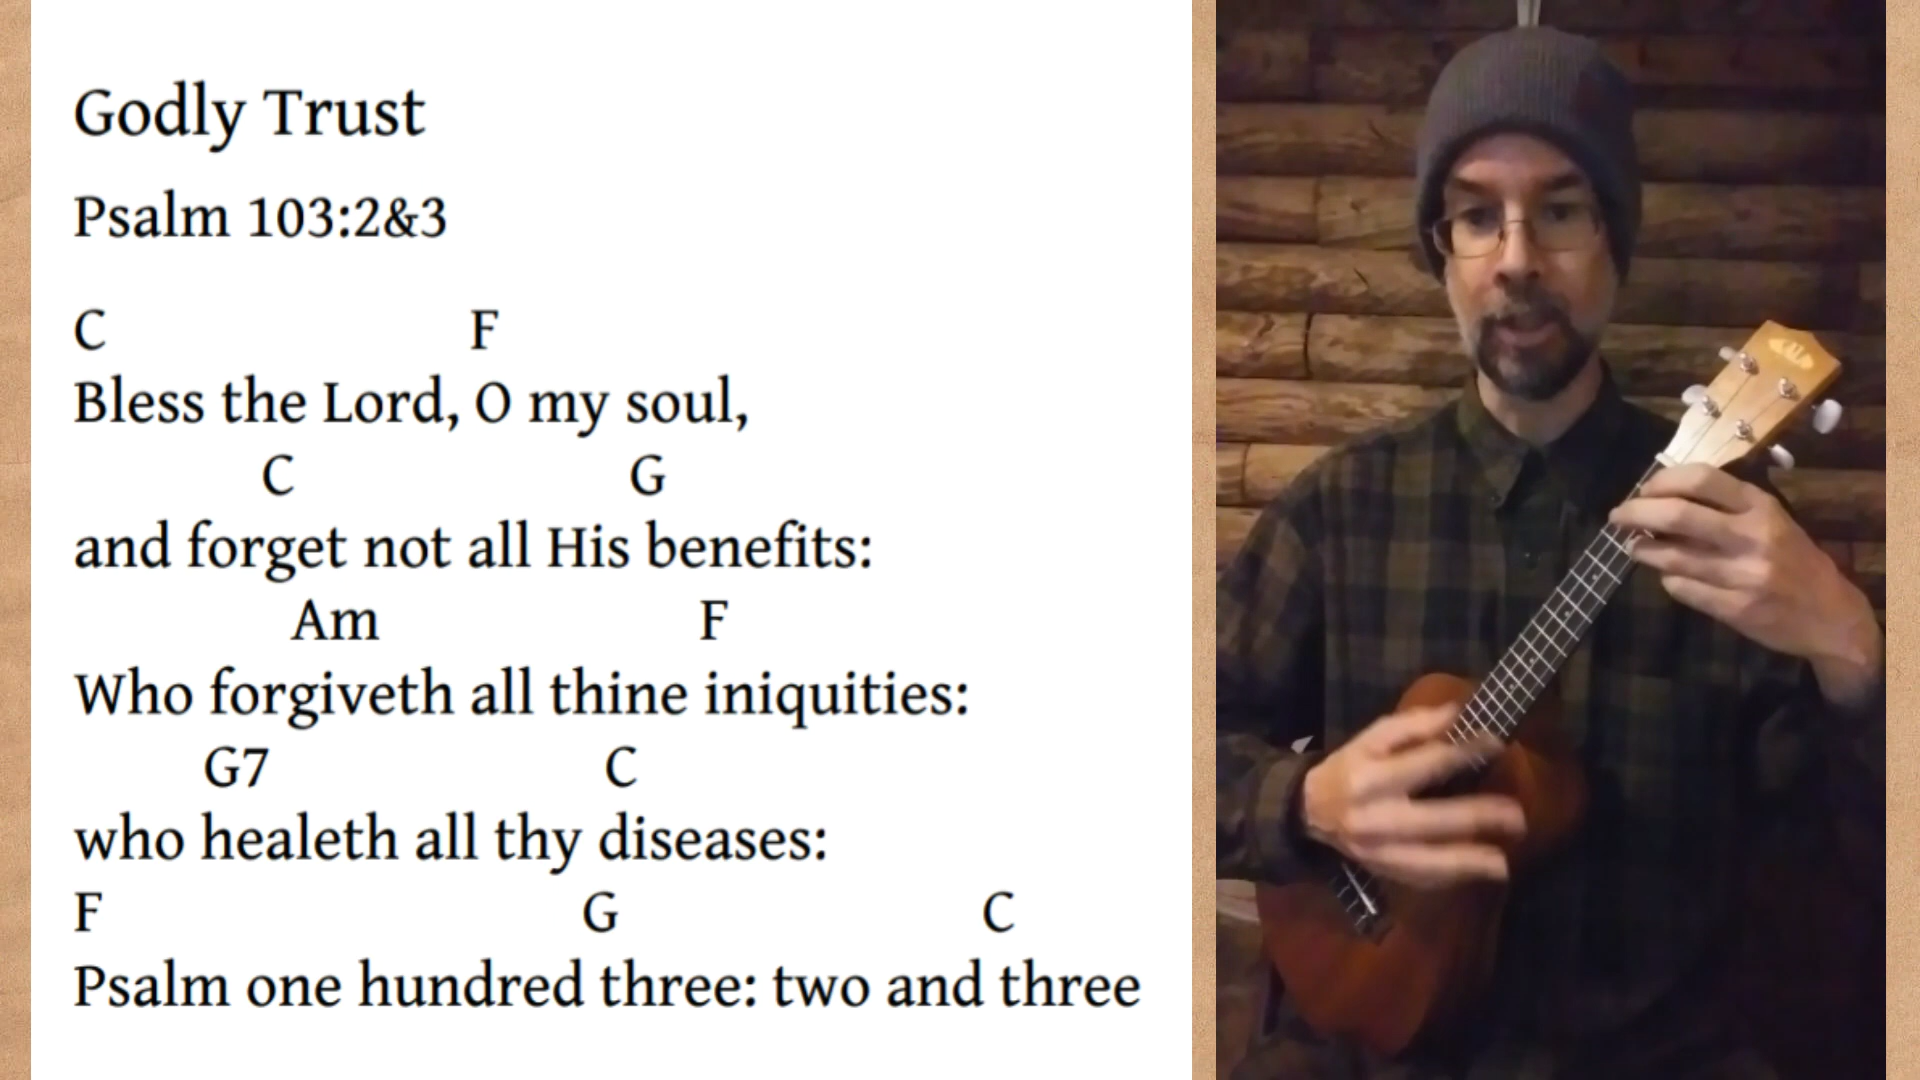 Godly Trust
Psalm 103:2&3
C F
Bless the Lord, O my soul,
C G
and forget not all His benefits:
Am F
Who forgiveth all thine iniquities:
G7 C
who healeth all thy diseases:
F G C
Psalm one hundred three: two and three